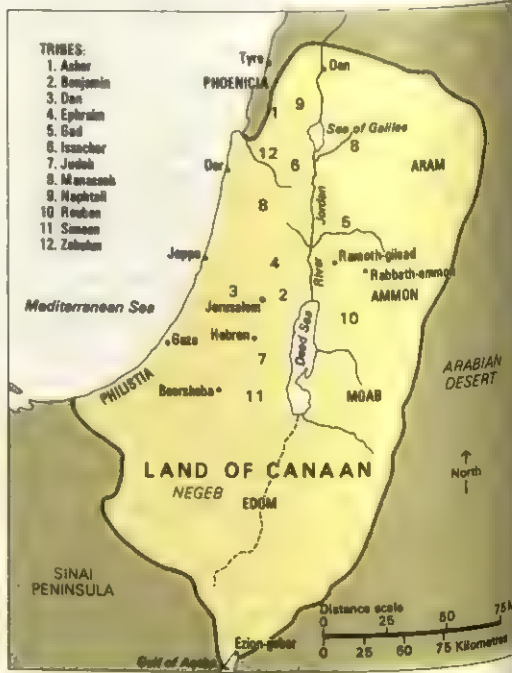 TRIBES:
1. Asher
2. Benjamin
3. Dan
4. Ephraim
5. Gad
6. Issachar
7. Judah
8. Manasseh
9. Naphtali
10 Reuben
11 Simeon
12. Zebulun
Tyre
Dan
PHOENICIA
9
1
Sea of Galilee
8
12
6
ARAM
Dor
8
Jordan
5
Joppa
4
River
Ramoth-gilead
Rabbath-ammon
3
2
AMMON
Mediterranean Sea
Jerusalem
10
Gaza
Hebron
Dead Sea
7
ARABIAN
DESERT
PHILISTIA
Beersheba
11
MOAB
North
LAND OF CANAAN
NEGEB
EDOM
SINAI
PENINSULA
Distance scale
0 25 50
0 25 50 75 Kilometres
Ezion-geber
Gulf of Aqaba